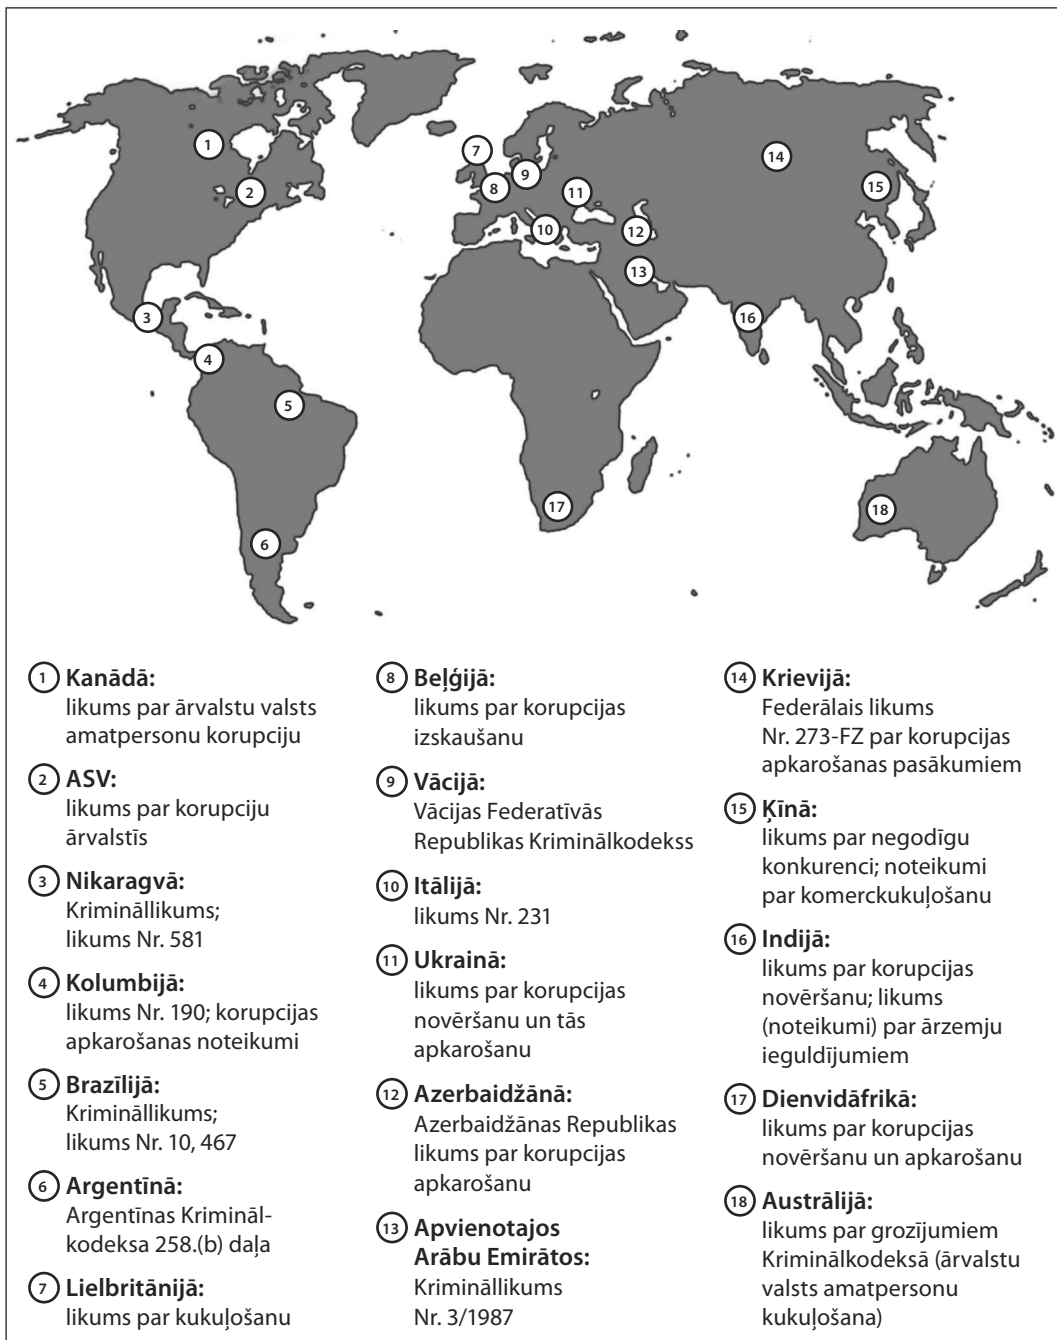 1
2
3
4
5
6
7
8
9
10
11
12
13
14
15
16
17
18
1 Kanādā:
likums par ārvalstu valsts
amatpersonu korupciju
2 ASV:
likums par korupciju
ārvalstīs
3 Nikaragvā:
Krimināllikums;
likums Nr. 581
4 Kolumbijā:
likums Nr. 190; korupcijas
apkarošanas noteikumi
5 Brazīlijā:
Krimināllikums;
likums Nr. 10, 467
6 Argentīnā:
Argentīnas Krimināl-
kodeksa 258.(b) daļa
7 Lielbritānijā:
likums par kukuļošanu
8 Beļģijā:
likums par korupcijas
izskaušanu
9 Vācijā:
Vācijas Federatīvās
Republikas Kriminālkodekss
10 Itālijā:
likums Nr. 231
11 Ukrainā:
likums par korupcijas
novēršanu un tās
apkarošanu
12 Azerbaidžānā:
Azerbaidžānas Republikas
likums par korupcijas
apkarošanu
13 Apvienotajos
Arābu Emirātos:
Krimināllikums
Nr. 3/1987
14 Krievijā:
Federālais likums
Nr. 273-FZ par korupcijas
apkarošanas pasākumiem
15 Ķīnā:
likums par negodīgu
konkurenci; noteikumi
par komerckukuļošanu
16 Indijā:
likums par korupcijas
novēršanu; likums
(noteikumi) par ārzemju
ieguldījumiem
17 Dienvidāfrikā:
likums par korupcijas
novēršanu un apkarošanu
18 Austrālijā:
likums par grozījumiem
Kriminālkodeksā (ārvalstu
valsts amatpersonu
kukuļošana)